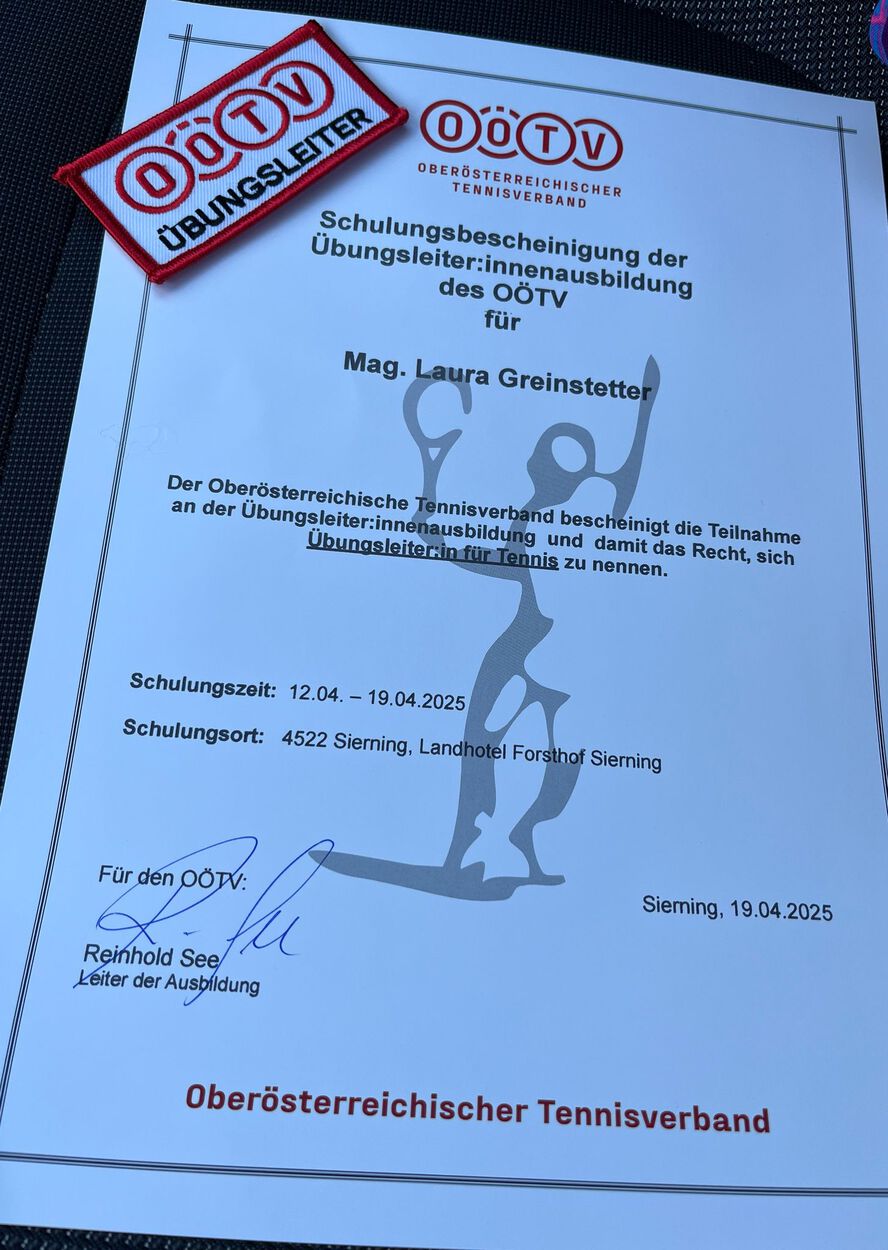 OÖTV
ÜBUNGSLEITER
OÖTV
OBERÖSTERREICHISCHER
TENNISVERBAND
Schulungsbescheinigung der
Übungsleiter:innenausbildung
des OÖTV
für
Mag. Laura Greinstetter
Der Oberösterreichische Tennisverband bescheinigt die Teilnahme
an der Übungsleiter:innenausbildung und damit das Recht, sich
Übungsleiter:in für Tennis zu nennen.
Schulungszeit: 12.04. – 19.04.2025
Schulungsort: 4522 Sierning, Landhotel Forsthof Sierning
Für den OÖTV:
Sierning, 19.04.2025
Reinhold See
Leiter der Ausbildung
Oberösterreichischer Tennisverband